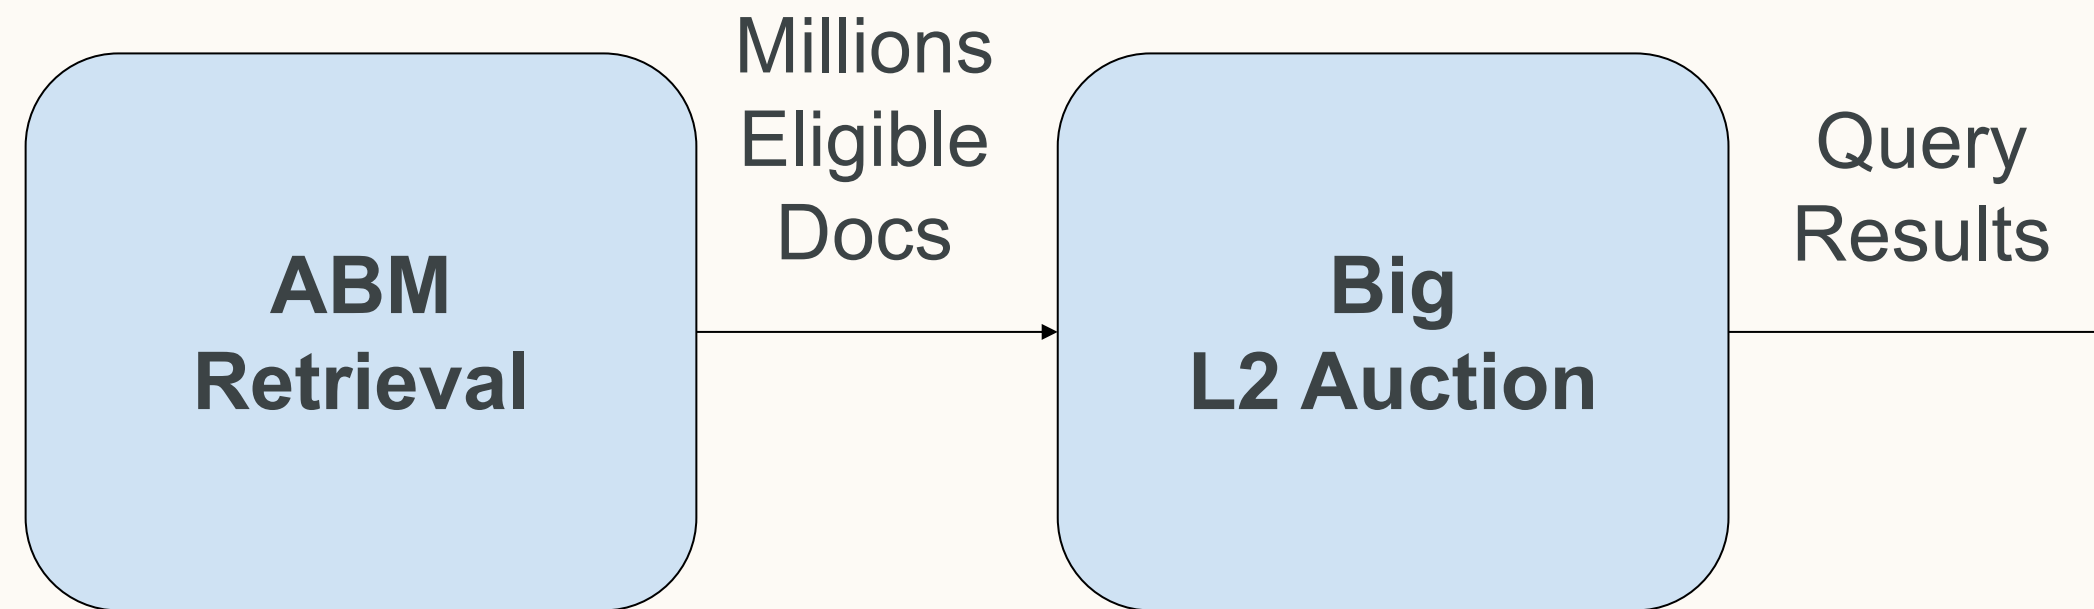 ABM
Retrieval
Millions
Eligible
Docs
Big
L2 Auction
Query
Results